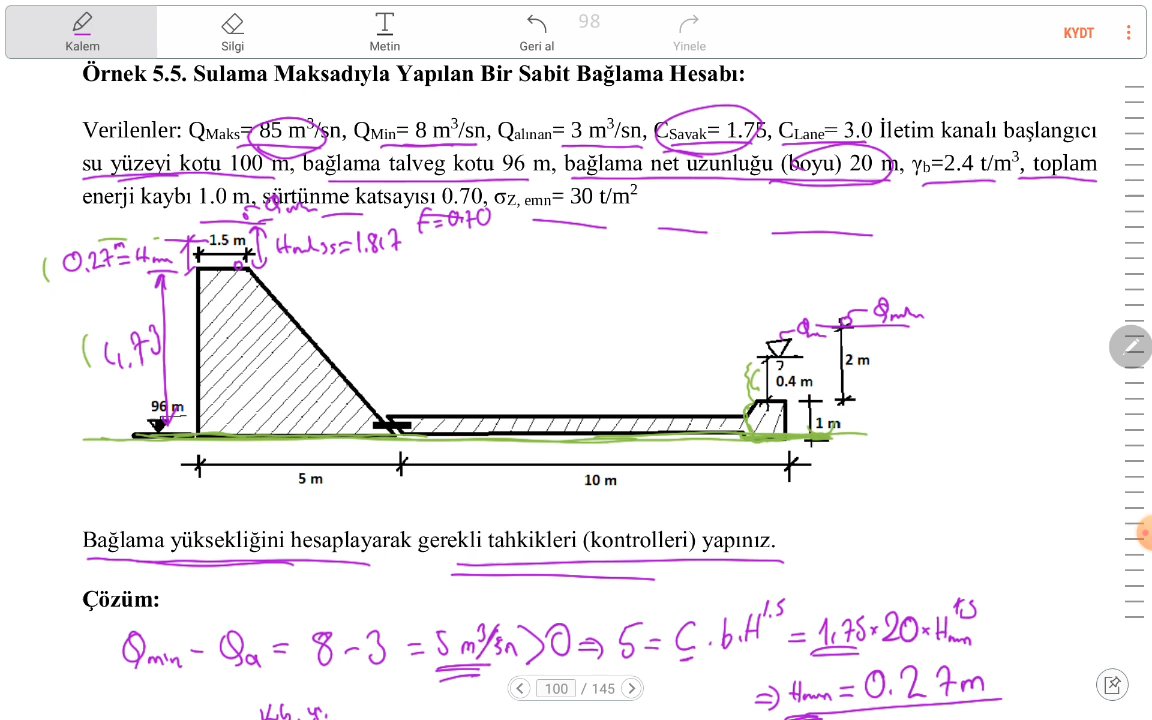 Kalem Silgi Metin Geri al 98 Yinele KYDT
Örnek 5.5. Sulama Maksadıyla Yapılan Bir Sabit Bağlama Hesabı:
Verilenler: QMaks= 85 m³/sn, QMin= 8 m³/sn, Qalınan= 3 m³/sn, CSavak= 1.75, CLane= 3.0 İletim kanalı başlangıcı
su yüzeyi kotu 100 m, bağlama talveg kotu 96 m, bağlama net uzunluğu (boyu) 20 m, γb=2.4 t/m³, toplam
enerji kaybı 1.0 m, sürtünme katsayısı 0.70, σZ, emn= 30 t/m²
f=0.70
1.5 m
0.27
4.73
96 m
2 m
0.4 m
1 m
5 m
10 m
Bağlama yüksekliğini hesaplayarak gerekli tahkikleri (kontrolleri) yapınız.
Çözüm:
Qmin - Qa = 8 - 3 = 5 m³/sn > 0 ⇒ 5 = C . b . H^1.5 = 1.75 * 20 * Hmin^1.5
⇒ Hmin = 0.27m
100 / 145